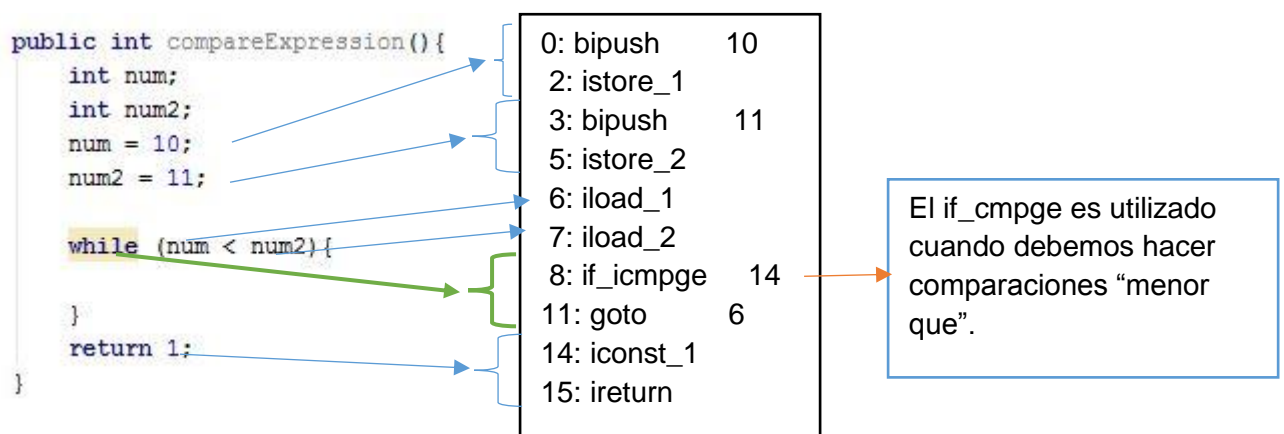 public int compareExpression(){
int num;
int num2;
num = 10;
num2 = 11;
while (num < num2){
}
return 1;
}
0: bipush 10
2: istore_1
3: bipush 11
5: istore_2
6: iload_1
7: iload_2
8: if_icmpge 14
11: goto 6
14: iconst_1
15: ireturn
El if_cmpge es utilizado
cuando debemos hacer
comparaciones “menor
que”.